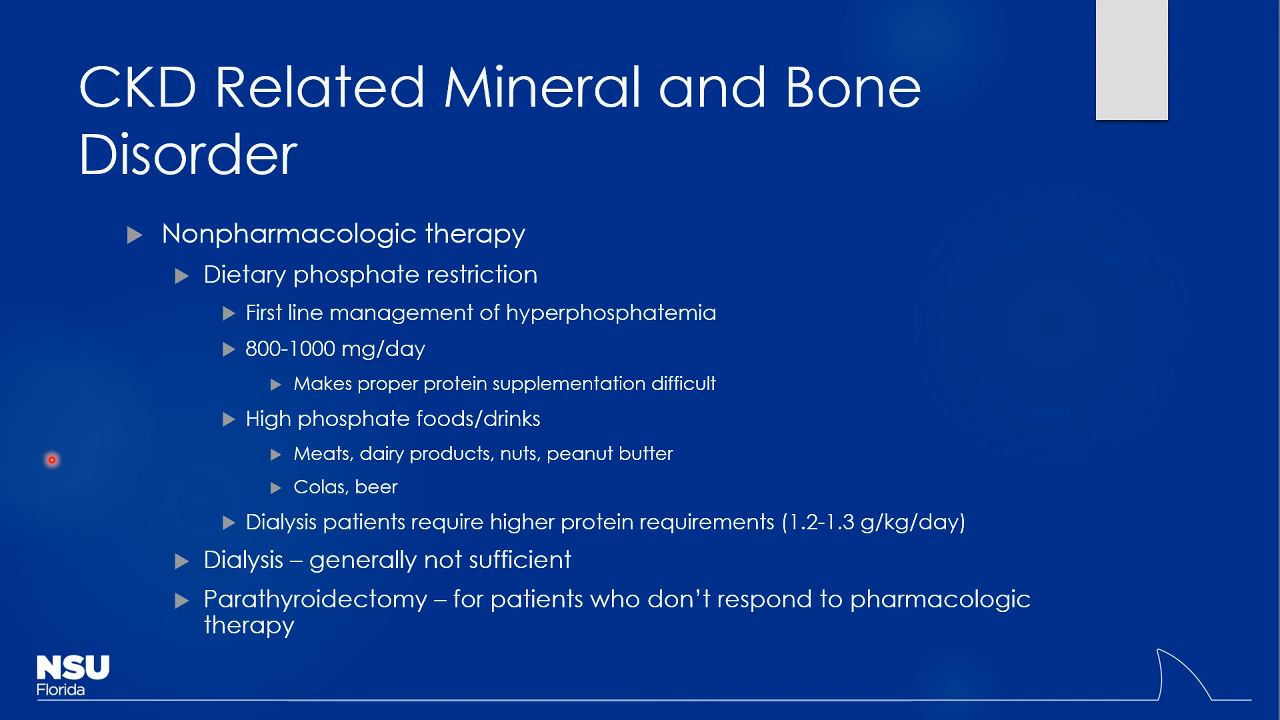 CKD Related Mineral and Bone
Disorder
Nonpharmacologic therapy
Dietary phosphate restriction
First line management of hyperphosphatemia
800-1000 mg/day
Makes proper protein supplementation difficult
High phosphate foods/drinks
Meats, dairy products, nuts, peanut butter
Colas, beer
Dialysis patients require higher protein requirements (1.2-1.3 g/kg/day)
Dialysis – generally not sufficient
Parathyroidectomy – for patients who don’t respond to pharmacologic
therapy
NSU
Florida